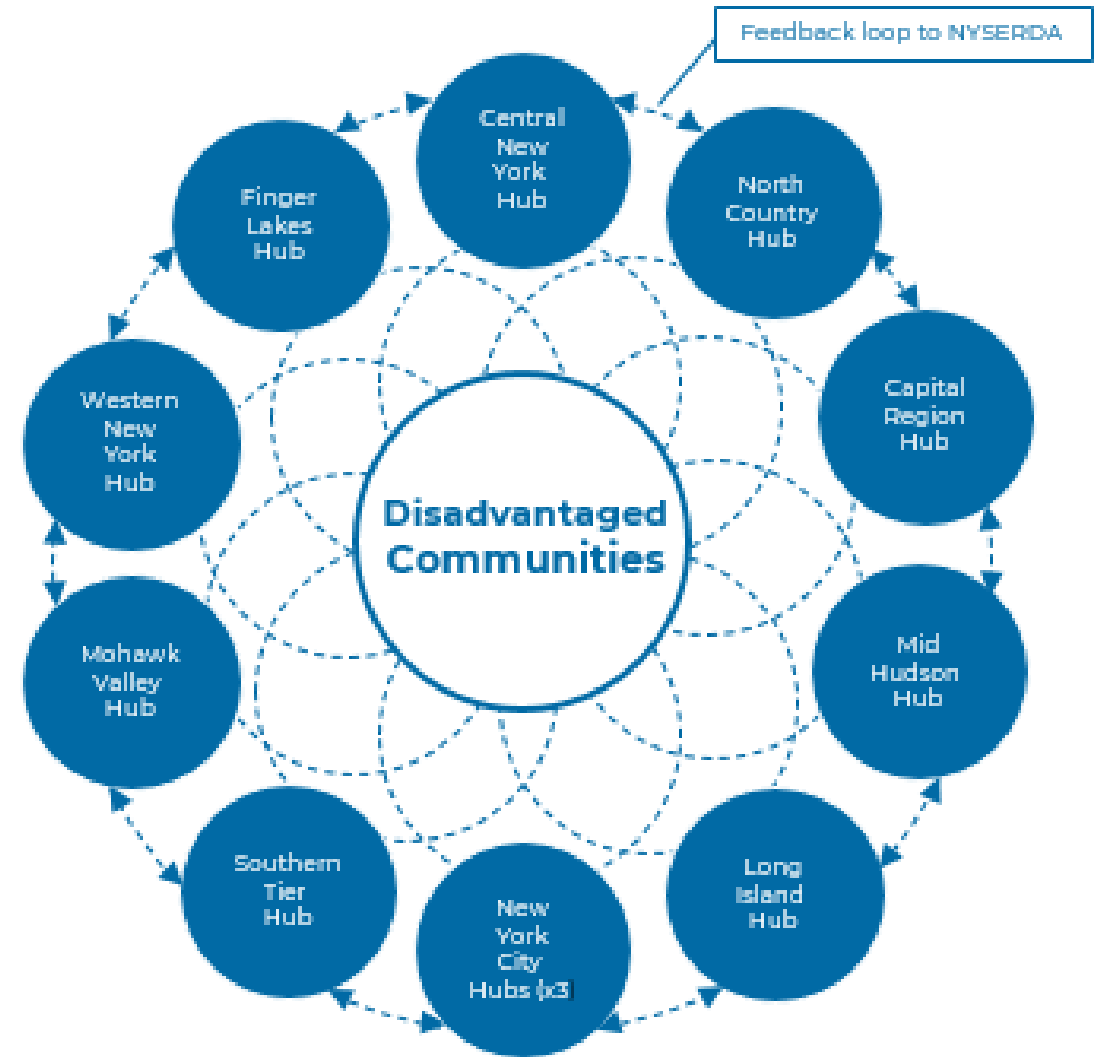 Feedback loop to NYSERDA
Central
New
York
Hub
North
Country
Hub
Finger
Lakes
Hub
Capital
Region
Hub
Western
New
York
Hub
Disadvantaged
Communities
Mid
Hudson
Hub
Mohawk
Valley
Hub
Southern
Tier
Hub
Long
Island
Hub
New
York
City
Hubs (x3)